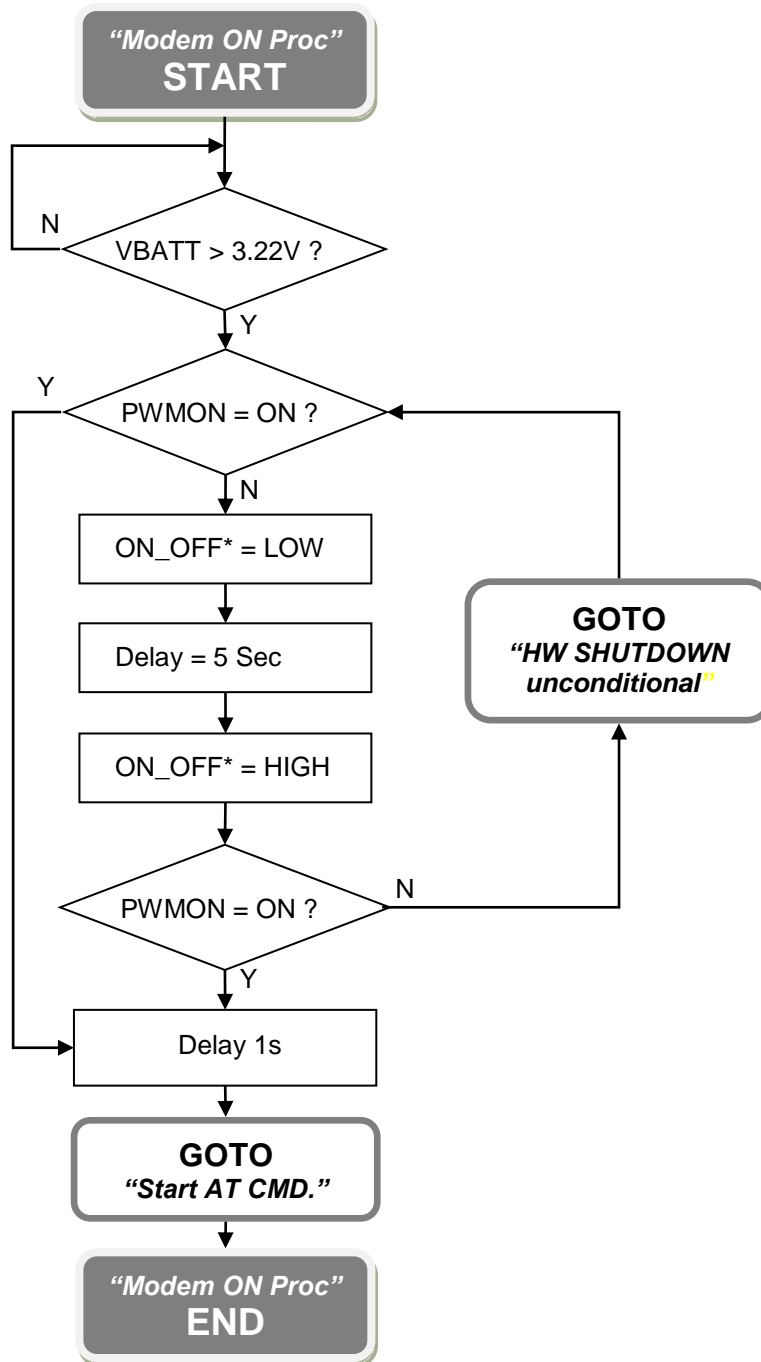 “Modem ON Proc”
START
N
VBATT > 3.22V ?
Y
Y
PWMON = ON ?
N
ON_OFF* = LOW
Delay = 5 Sec
GOTO
“HW SHUTDOWN
unconditional”
ON_OFF* = HIGH
PWMON = ON ?
N
Y
Delay 1s
GOTO
“Start AT CMD.”
“Modem ON Proc”
END